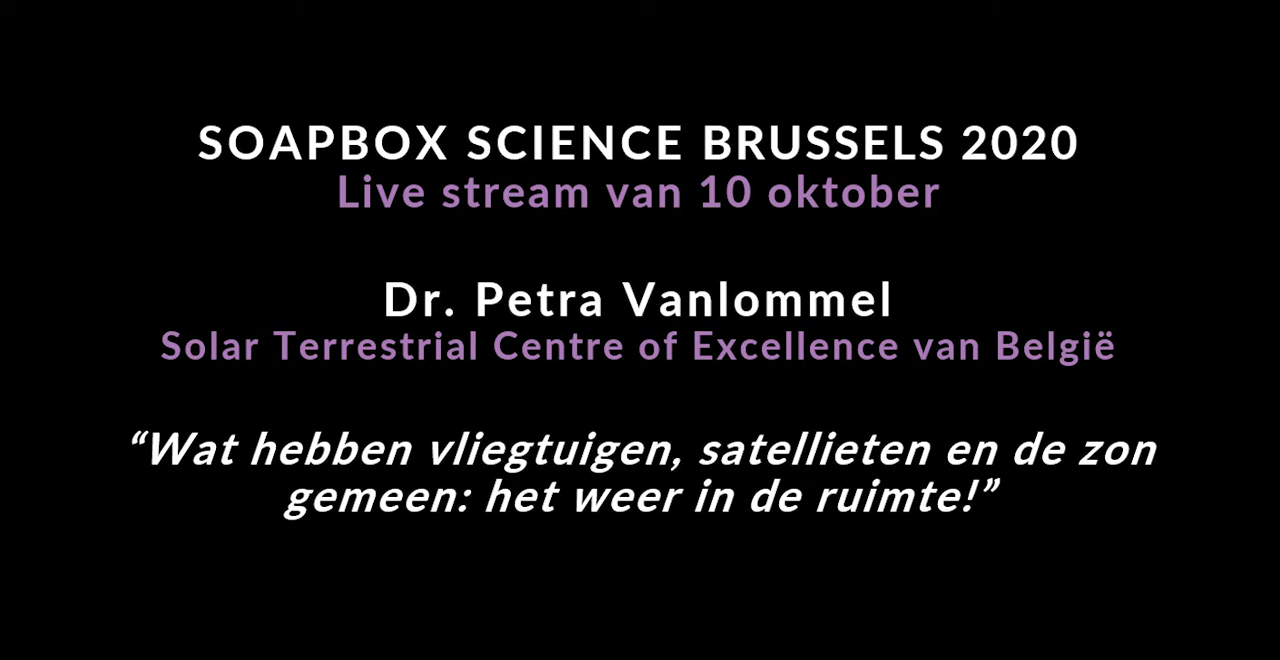 SOAPBOX SCIENCE BRUSSELS 2020
Live stream van 10 oktober
Dr. Petra Vanlommel
Solar Terrestrial Centre of Excellence van België
“Wat hebben vliegtuigen, satellieten en de zon
gemeen: het weer in de ruimte!”